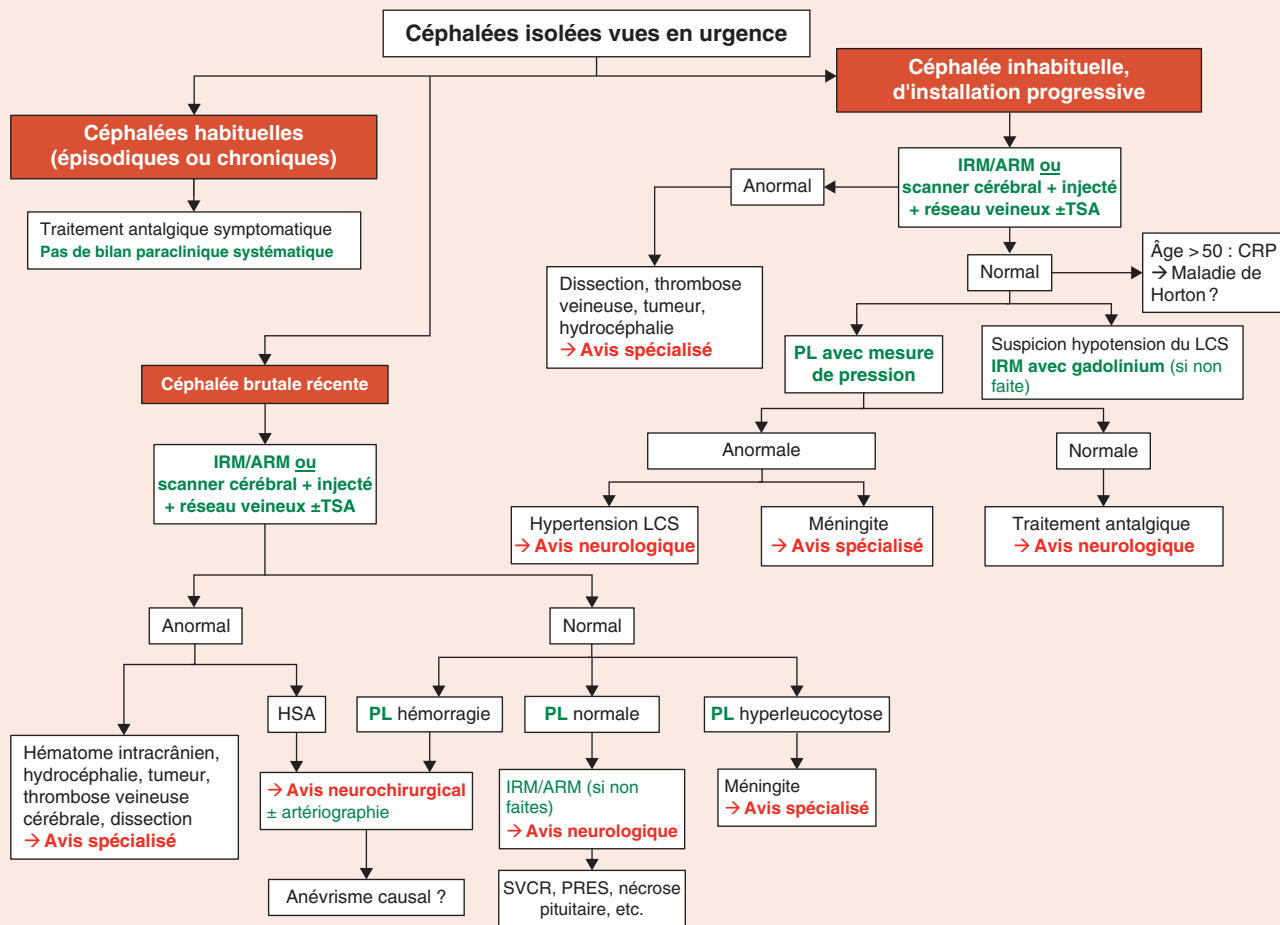 Céphalées isolées vues en urgence
Céphalées habituelles
(épisodiques ou chroniques)
Traitement antalgique symptomatique
Pas de bilan paraclinique systématique
Céphalée inhabituelle,
d'installation progressive
IRM/ARM ou
scanner cérébral + injecté
+ réseau veineux ±TSA
Anormal
Dissection, thrombose
veineuse, tumeur,
hydrocéphalie
→ Avis spécialisé
Normal
Âge > 50 : CRP
→ Maladie de
Horton ?
PL avec mesure
de pression
Suspicion hypotension du LCS
IRM avec gadolinium (si non
faite)
Anormale
Normale
Hypertension LCS
→ Avis neurologique
Méningite
→ Avis spécialisé
Traitement antalgique
→ Avis neurologique
Céphalée brutale récente
IRM/ARM ou
scanner cérébral + injecté
+ réseau veineux ±TSA
Anormal
Normal
HSA
PL hémorragie
PL normale
PL hyperleucocytose
Hématome intracrânien,
hydrocéphalie, tumeur,
thrombose veineuse
cérébrale, dissection
→ Avis spécialisé
→ Avis neurochirurgical
± artériographie
IRM/ARM (si non
faites)
→ Avis neurologique
Méningite
→ Avis spécialisé
Anévrisme causal ?
SVCR, PRES, nécrose
pituitaire, etc.